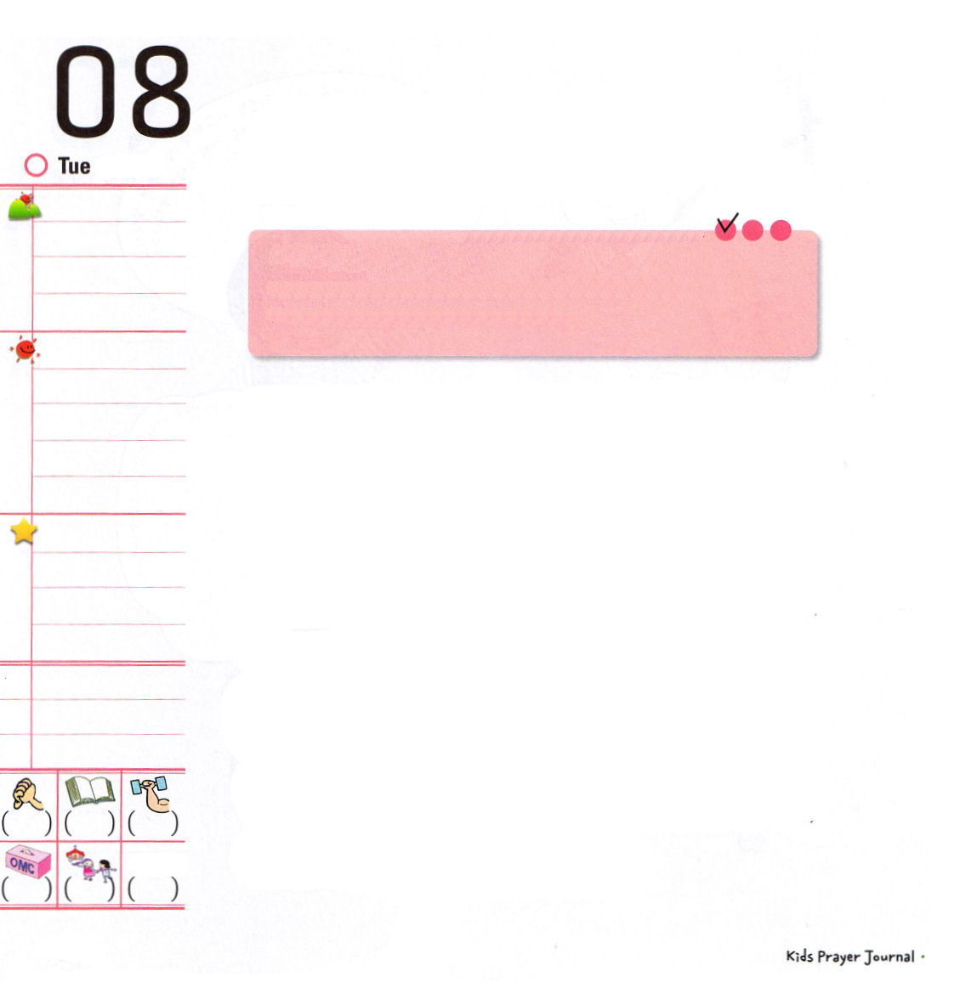 08
Tue
( ) ( ) ( )
OMC
( ) ( ) ( )
Kids Prayer Journal